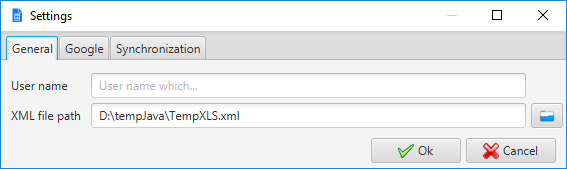 Settings
General Google Synchronization
User name User name which...
XML file path D:\tempJava\TempXLS.xml
Ok Cancel